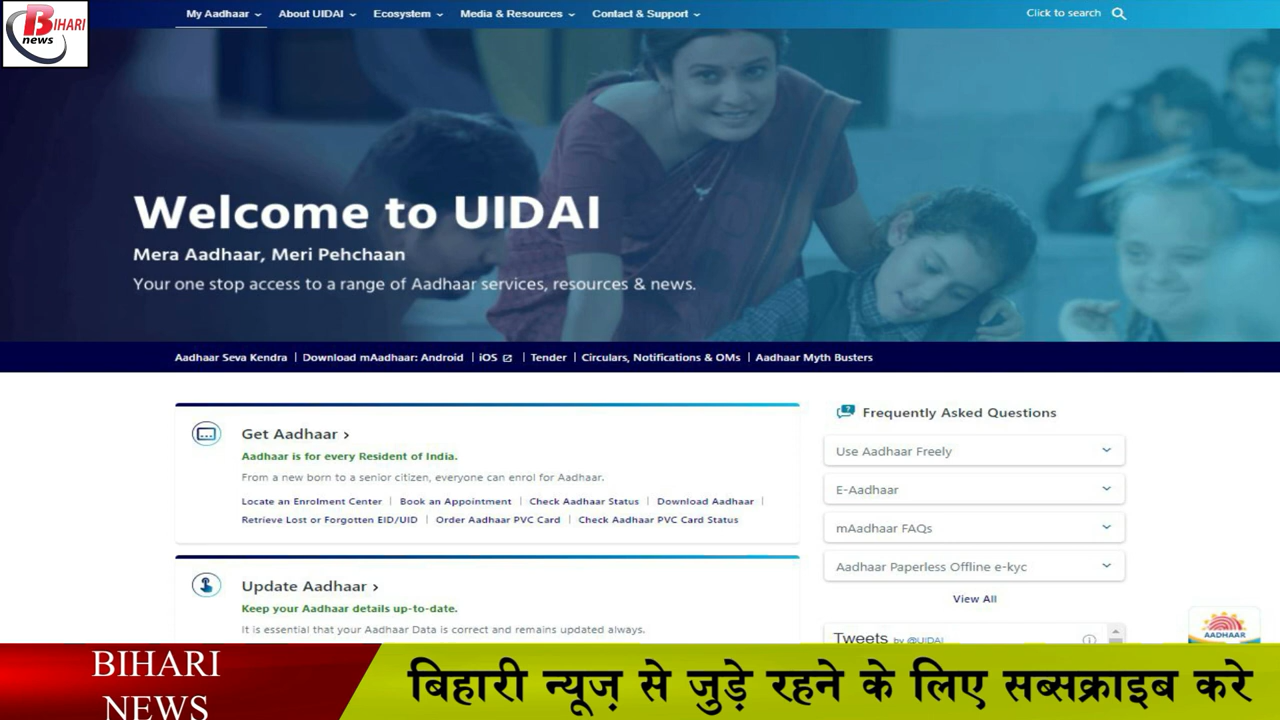 BIHARI
news
My Aadhaar About UIDAI Ecosystem Media & Resources Contact & Support Click to search
Welcome to UIDAI
Mera Aadhaar, Meri Pehchaan
Your one stop access to a range of Aadhaar services, resources & news.
Aadhaar Seva Kendra | Download mAadhaar: Android | iOS | Tender | Circulars, Notifications & OMs | Aadhaar Myth Busters
Get Aadhaar >
Aadhaar is for every Resident of India.
From a new born to a senior citizen, everyone can enrol for Aadhaar.
Locate an Enrolment Center | Book an Appointment | Check Aadhaar Status | Download Aadhaar |
Retrieve Lost or Forgotten EID/UID | Order Aadhaar PVC Card | Check Aadhaar PVC Card Status
Update Aadhaar >
Keep your Aadhaar details up-to-date.
It is essential that your Aadhaar Data is correct and remains updated always.
Frequently Asked Questions
Use Aadhaar Freely
E-Aadhaar
mAadhaar FAQs
Aadhaar Paperless Offline e-kyc
View All
Tweets by @UIDAI
AADHAAR
BIHARI
NEWS
बिहारी न्यूज़ से जुड़े रहने के लिए सब्सक्राइब करे